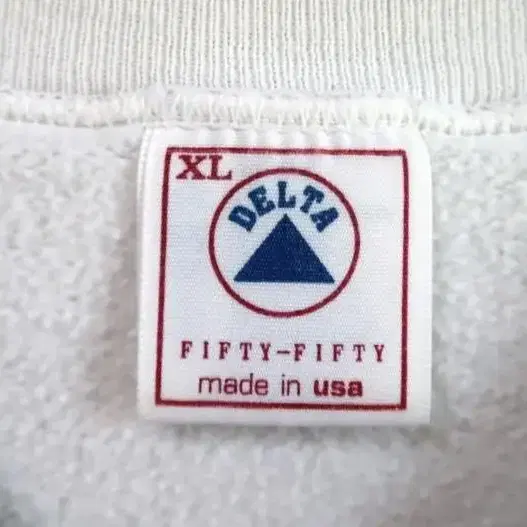 XL
DELTA
FIFTY-FIFTY
made in usa